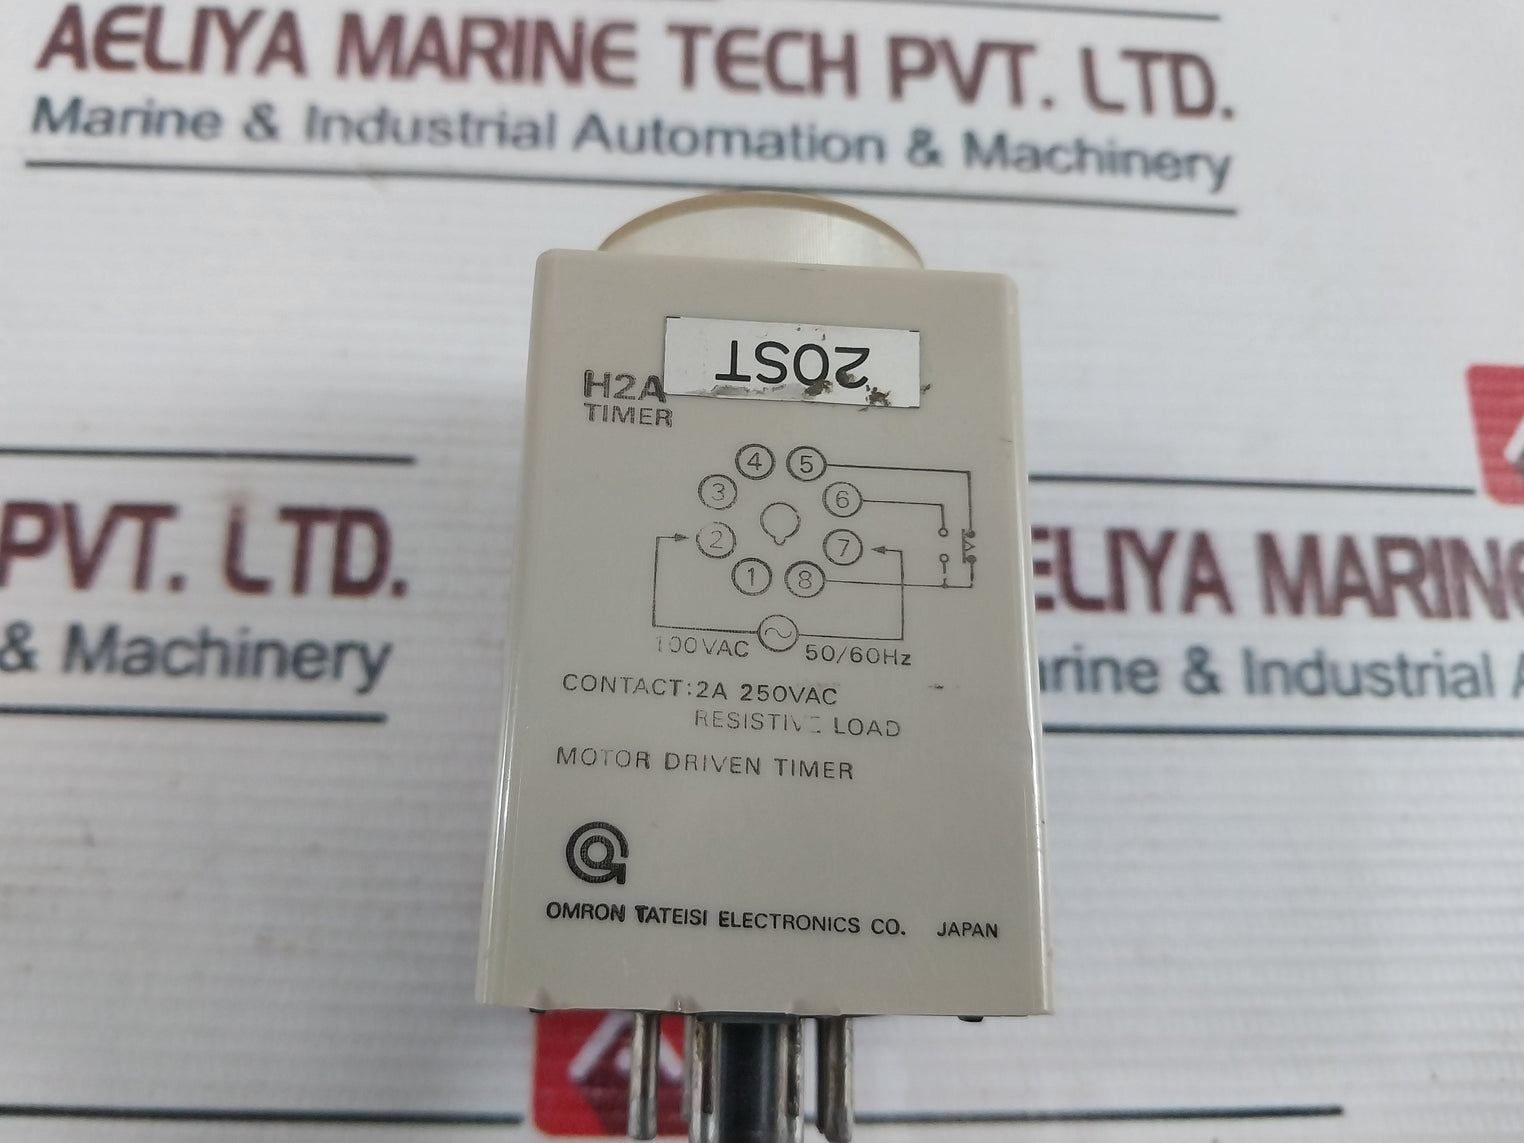 AELIYA MARINE TECH PVT. LTD.
Marine & Industrial Automation & Machinery
20ST
H2A
TIMER
4 5
3 6
2 7
1 8
100VAC 50/60Hz
CONTACT:2A 250VAC
RESISTIVE LOAD
MOTOR DRIVEN TIMER
OMRON TATEISI ELECTRONICS CO. JAPAN
PVT. LTD.
& Machinery
ELIYA MARINE
arine & Industrial A